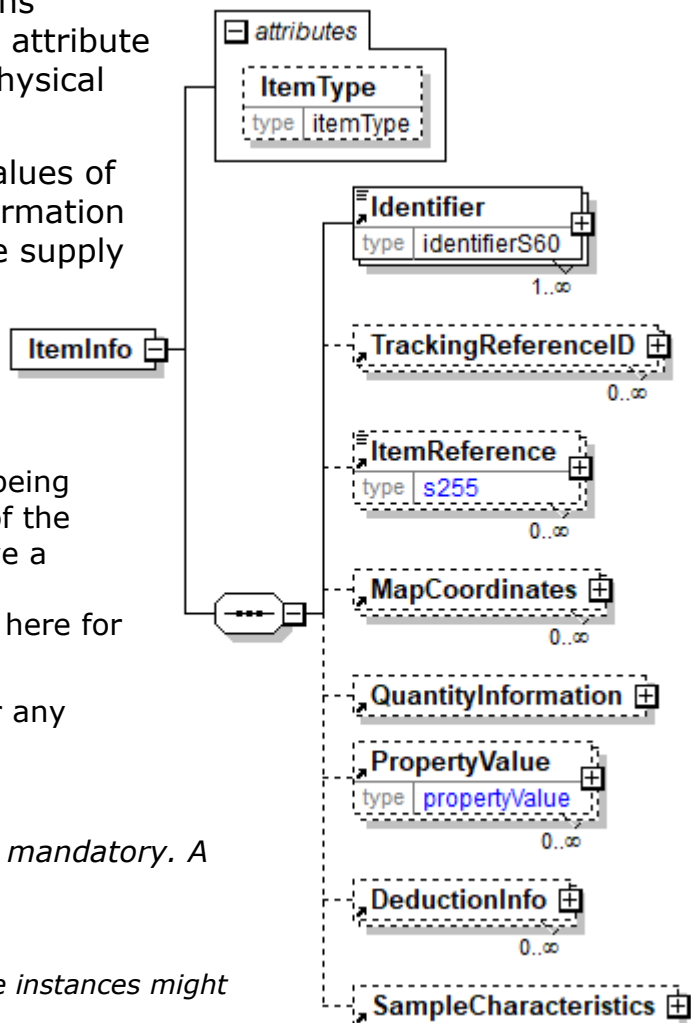 ns
attribute
hysical
alues of
ormation
e supply
being
of the
e a
here for
r any
mandatory. A
e instances might
ItemInfo
attributes
ItemType
type itemType
Identifier
type identifierS60
1..∞
TrackingReferenceID
0..∞
ItemReference
type s255
0..∞
MapCoordinates
0..∞
QuantityInformation
PropertyValue
type propertyValue
0..∞
DeductionInfo
0..∞
SampleCharacteristics